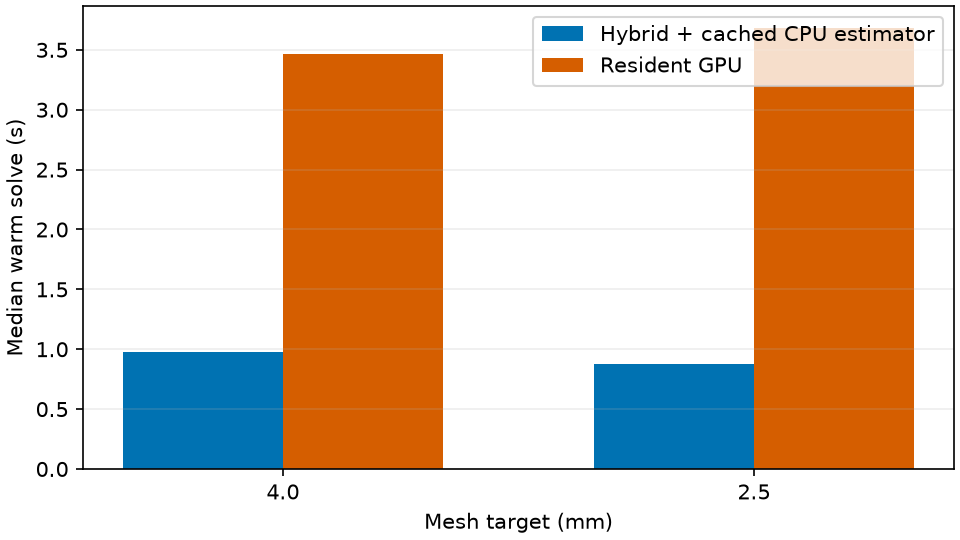 Hybrid + cached CPU estimator
Resident GPU
Median warm solve (s)
3.5
3.0
2.5
2.0
1.5
1.0
0.5
0.0
4.0
2.5
Mesh target (mm)